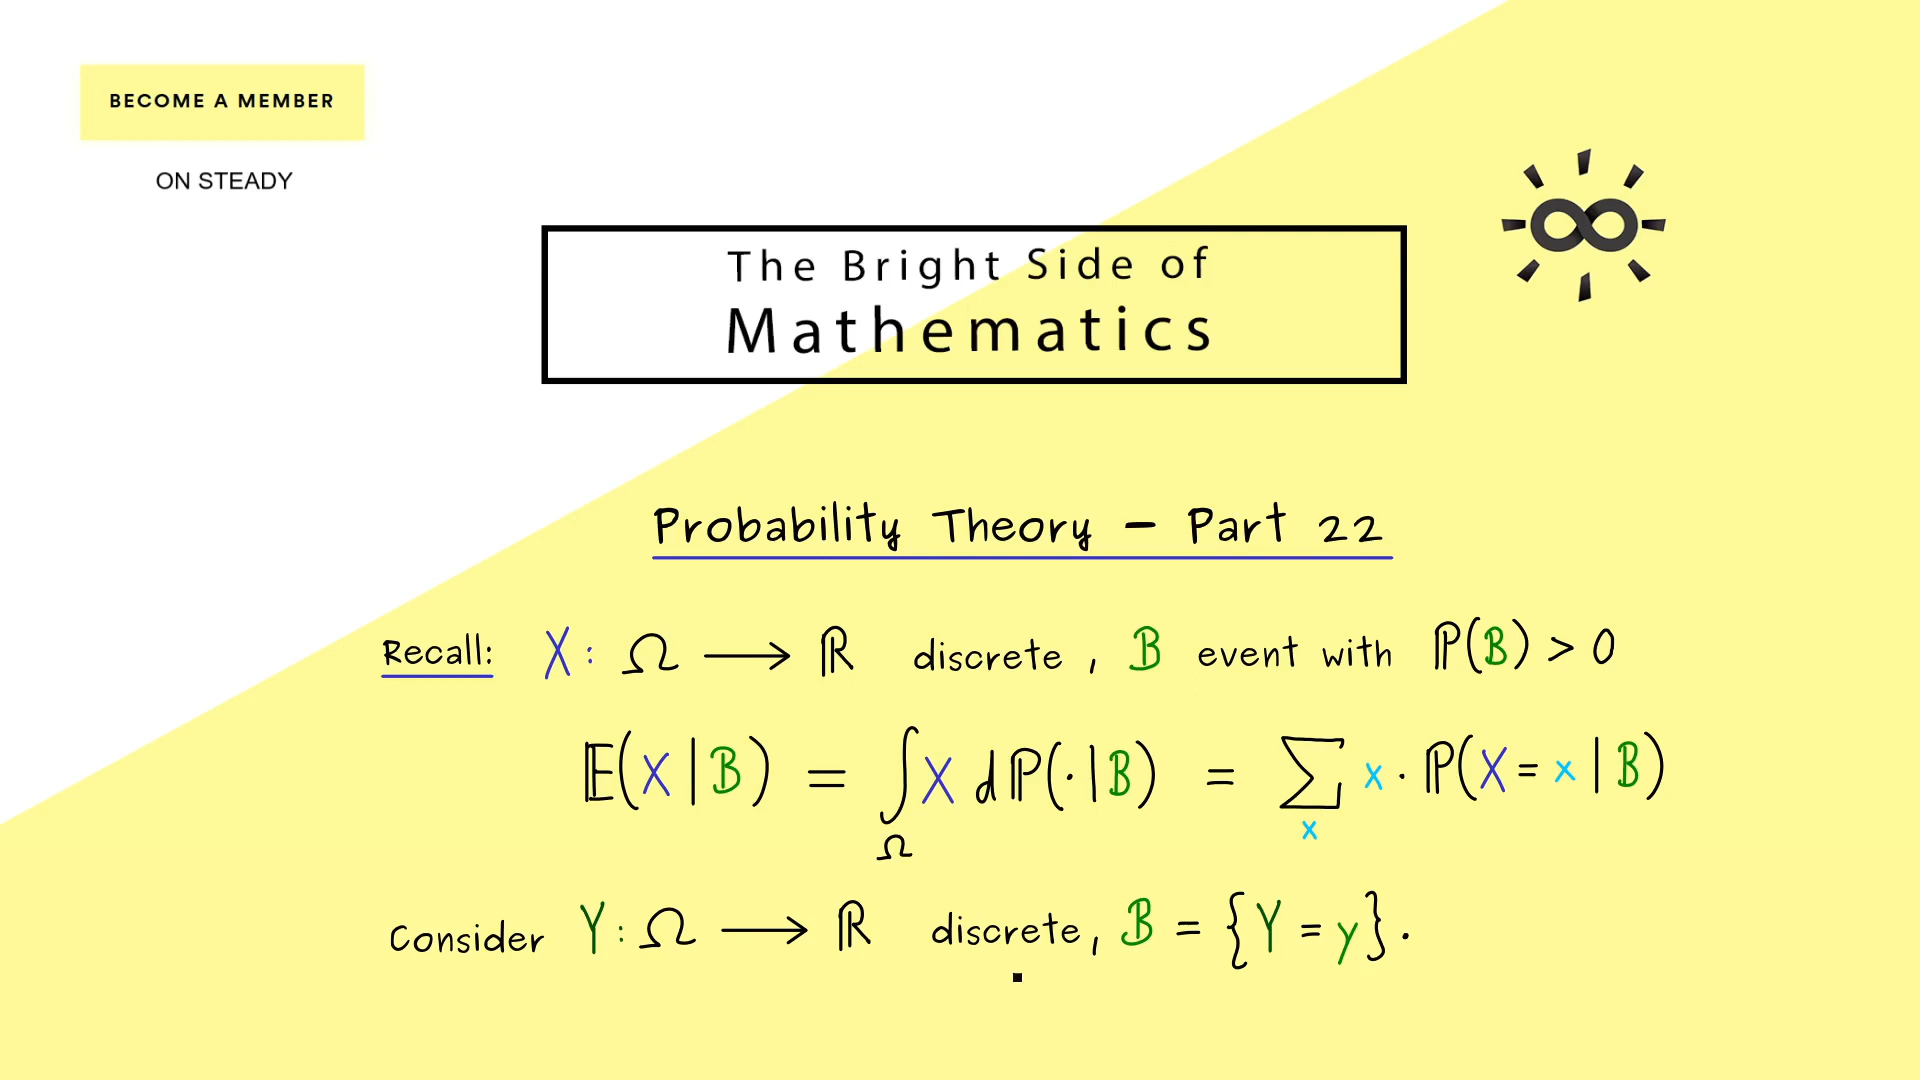 BECOME A MEMBER
ON STEADY
The Bright Side of
Mathematics
Probability Theory – Part 22
Recall: X: Ω ⟶ ℝ discrete, B event with ℙ(B) > 0
𝔼(X|B) = ∫_Ω X dℙ(·|B) = ∑_x x · ℙ(X = x | B)
Consider Y: Ω ⟶ ℝ discrete, B = {Y = y}.